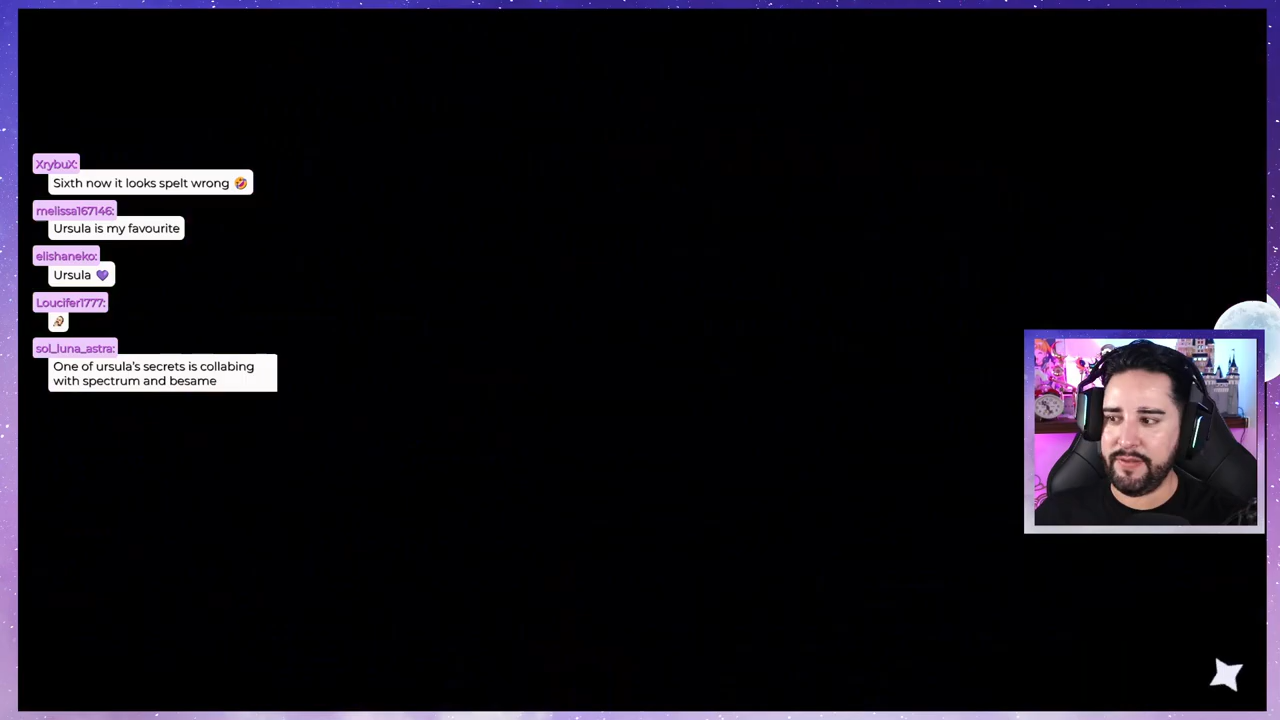 XrybuX:
Sixth now it looks spelt wrong 🤣
melissa167146:
Ursula is my favourite
elishaneko:
Ursula 💜
Loucifer1777:
sol_luna_astra:
One of ursula's secrets is collabing
with spectrum and besame